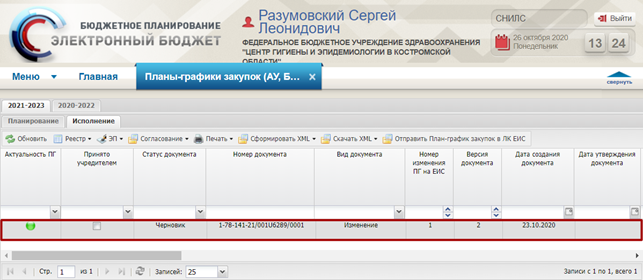 БЮДЖЕТНОЕ ПЛАНИРОВАНИЕ
ЭЛЕКТРОННЫЙ БЮДЖЕТ
Разумовский Сергей
Леонидович
ФЕДЕРАЛЬНОЕ БЮДЖЕТНОЕ УЧРЕЖДЕНИЕ ЗДРАВООХРАНЕНИЯ
"ЦЕНТР ГИГИЕНЫ И ЭПИДЕМИОЛОГИИ В КОСТРОМСКОЙ
ОБЛАСТИ"
СНИЛС
Выйти
26 октября 2020
Понедельник
13 24
Меню Главная Планы-графики закупок (АУ, Б... ×
свернуть
2021-2023 2020-2022
Планирование Исполнение
Обновить Реестр ЭП Согласование Печать Сформировать XML Скачать XML Отправить План-график закупок в ЛК ЕИС
Актуальность ПГ
Принято учредителем
Статус документа
Номер документа
Вид документа
Номер изменения ПГ на ЕИС
Версия документа
Дата создания документа
Дата утверждения документа
Черновик 1-78-141-21/001U6289/0001 Изменение 1 2 23.10.2020
Стр. 1 из 1 Записей: 25 Записи с 1 по 1, всего 1